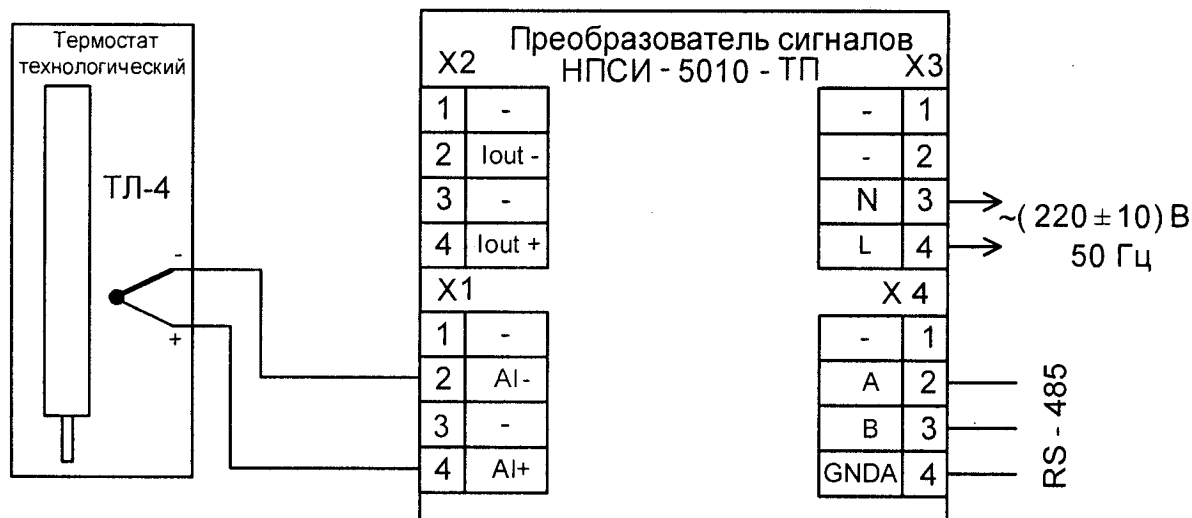 Термостат
технологический
ТЛ-4
-
+
Преобразователь сигналов
НПСИ - 5010 - ТП
X2
1 -
2 Iout -
3 -
4 Iout +
X1
1 -
2 AI -
3 -
4 AI+
X3
- 1
- 2
N 3
L 4
~( 220 ± 10) В
50 Гц
X 4
- 1
A 2
B 3
GNDA 4
RS - 485